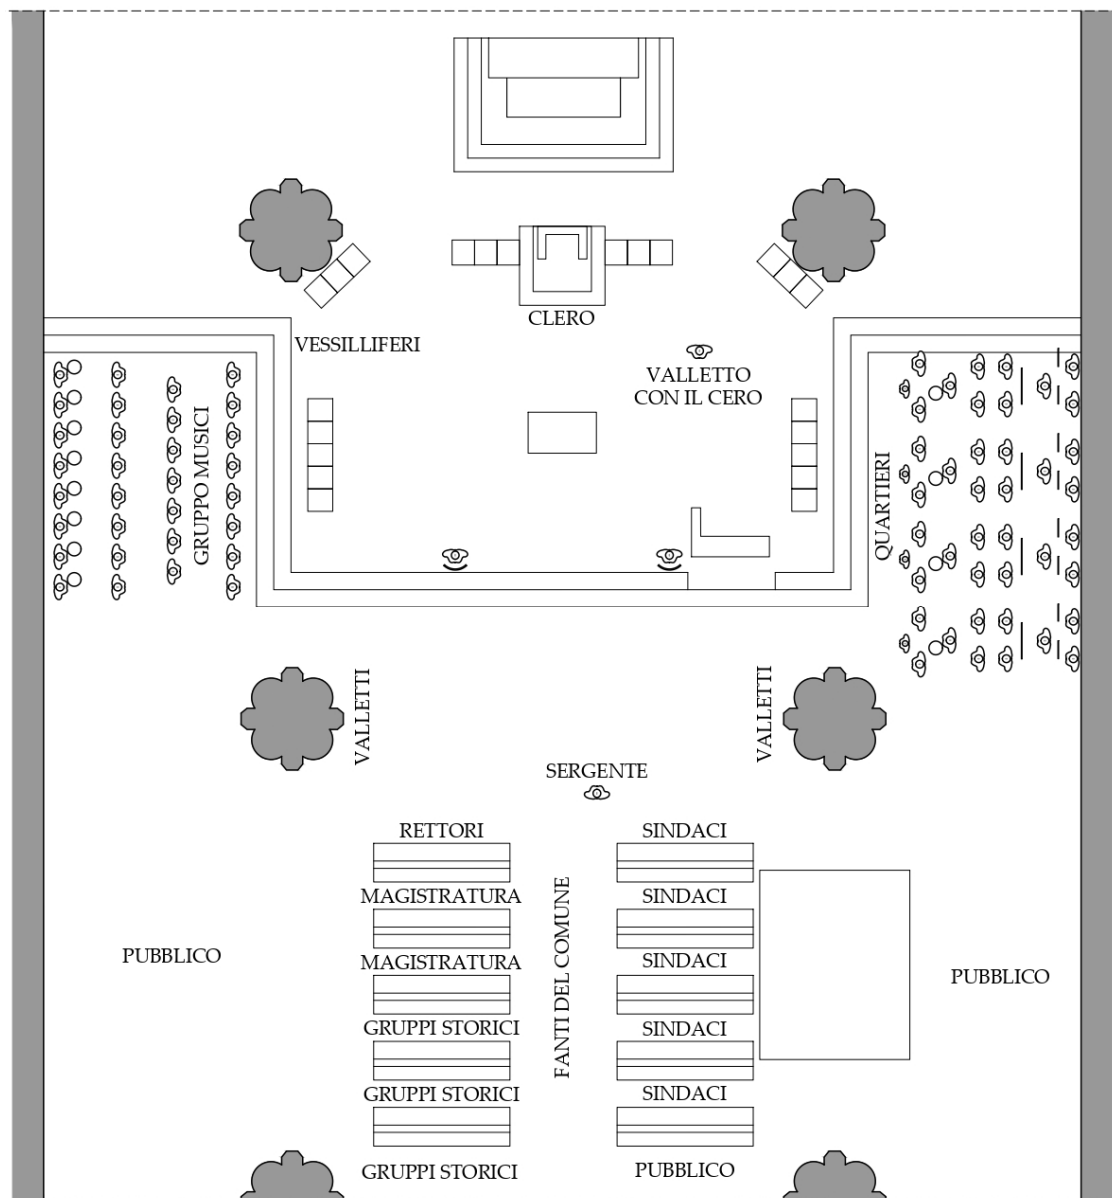 CLERO
VESSILLIFERI
VALLETTO
CON IL CERO
GRUPPO MUSICI
QUARTIERI
VALLETTI
VALLETTI
SERGENTE
RETTORI
SINDACI
MAGISTRATURA
SINDACI
FANTI DEL COMUNE
PUBBLICO
MAGISTRATURA
SINDACI
PUBBLICO
GRUPPI STORICI
SINDACI
GRUPPI STORICI
SINDACI
GRUPPI STORICI
PUBBLICO